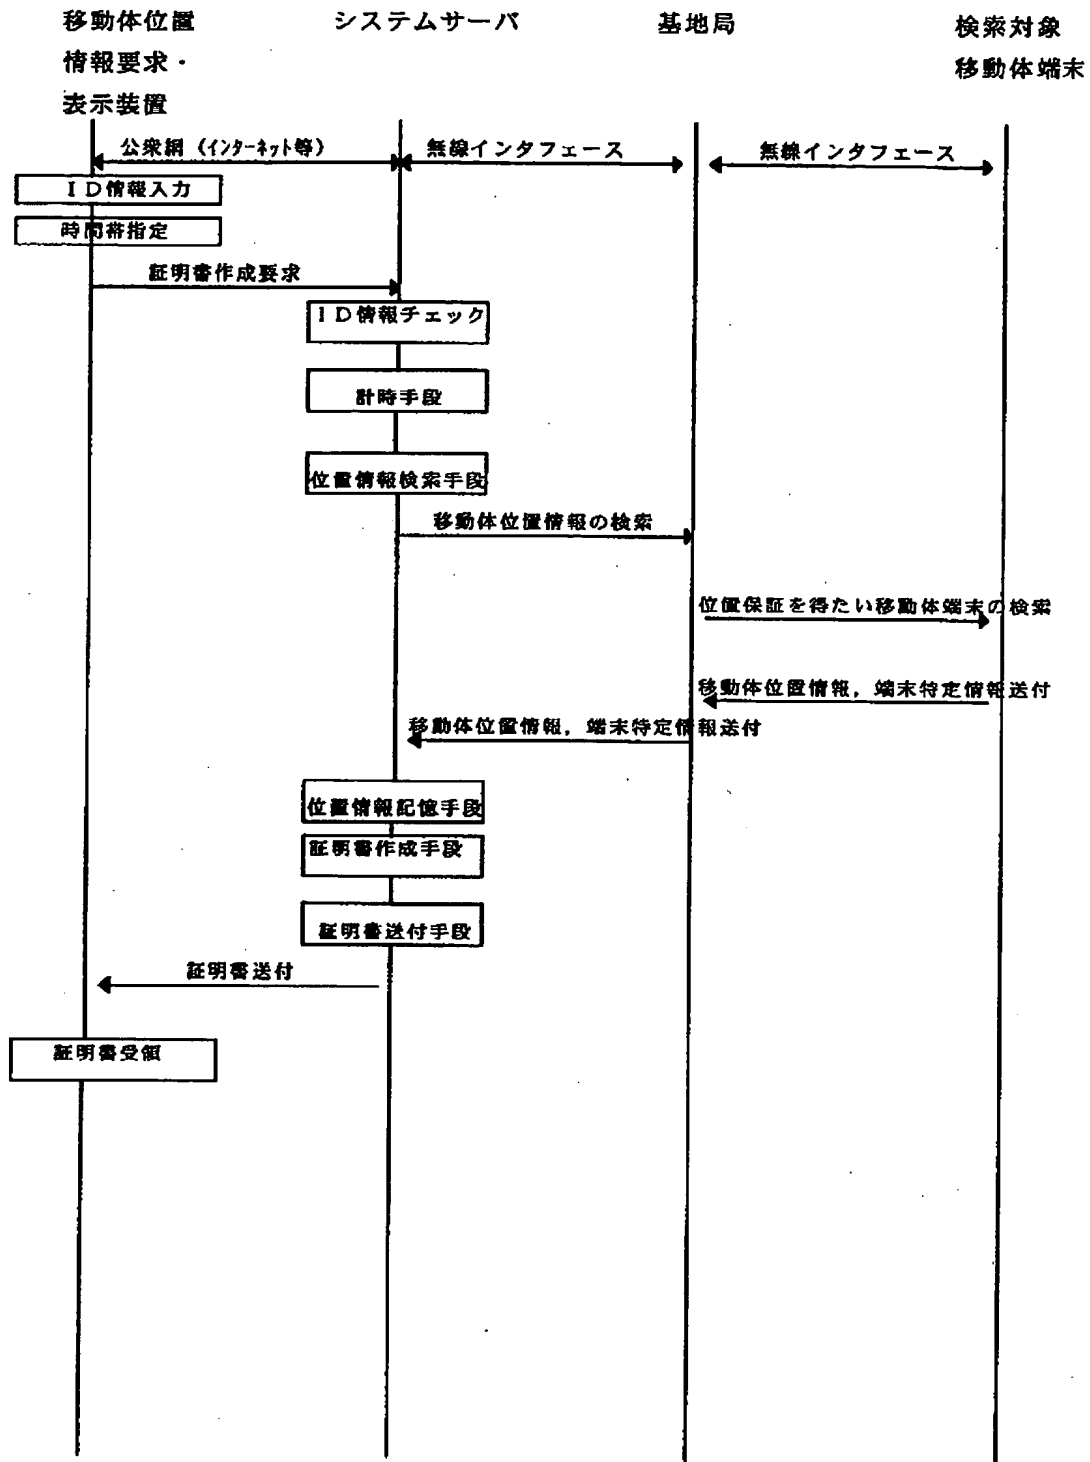 移動体位置
情報要求・
表示装置
システムサーバ
基地局
検索対象
移動体端末
公衆網（インターネット等）
無線インタフェース
無線インタフェース
ＩＤ情報入力
時間帯指定
証明書作成要求
ＩＤ情報チェック
計時手段
位置情報検索手段
移動体位置情報の検索
位置保証を得たい移動体端末の検索
移動体位置情報，端末特定情報送付
移動体位置情報，端末特定情報送付
位置情報記憶手段
証明書作成手段
証明書送付手段
証明書送付
証明書受領